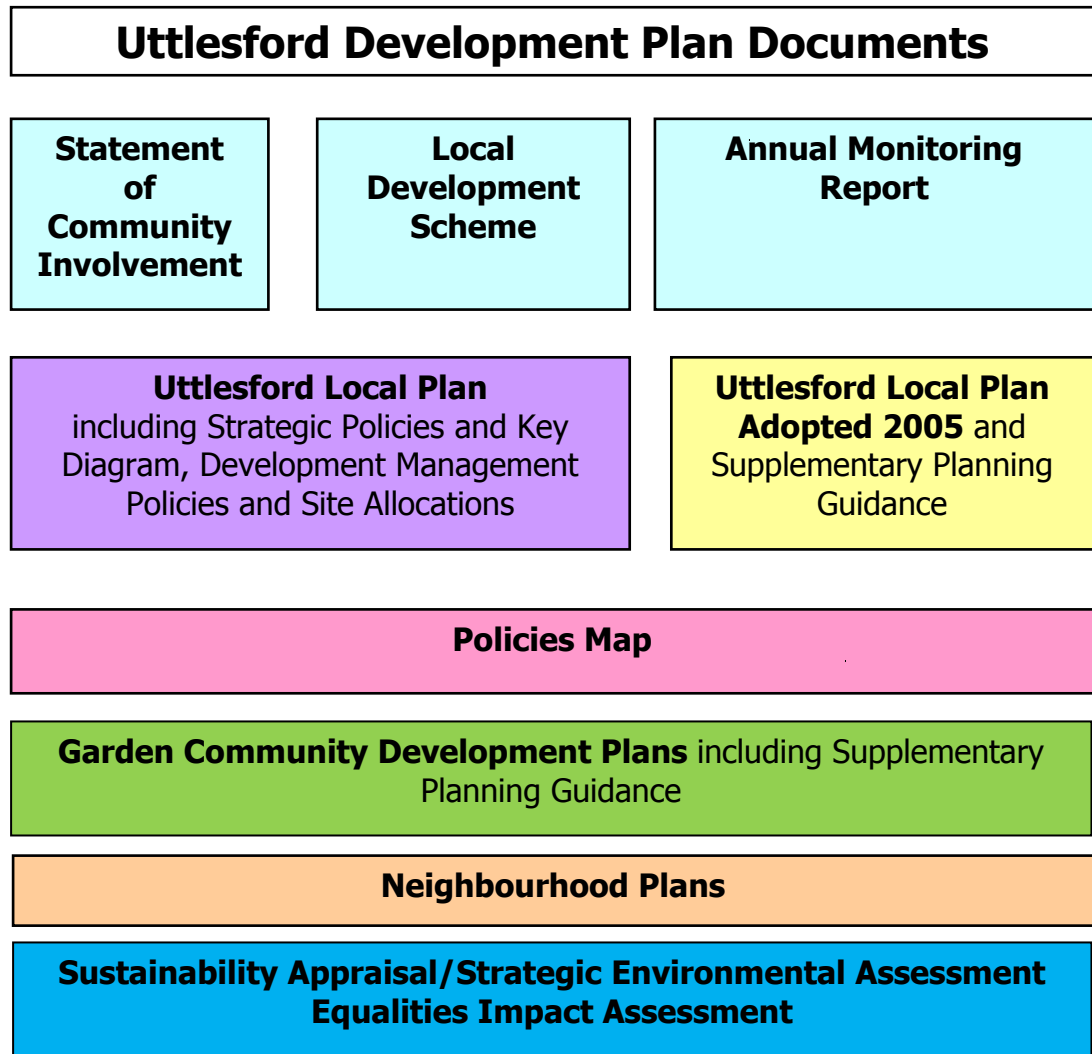 Uttlesford Development Plan Documents
Statement
of
Community
Involvement
Local
Development
Scheme
Annual Monitoring
Report
Uttlesford Local Plan
including Strategic Policies and Key
Diagram, Development Management
Policies and Site Allocations
Uttlesford Local Plan
Adopted 2005 and
Supplementary Planning
Guidance
Policies Map
Garden Community Development Plans including Supplementary
Planning Guidance
Neighbourhood Plans
Sustainability Appraisal/Strategic Environmental Assessment
Equalities Impact Assessment